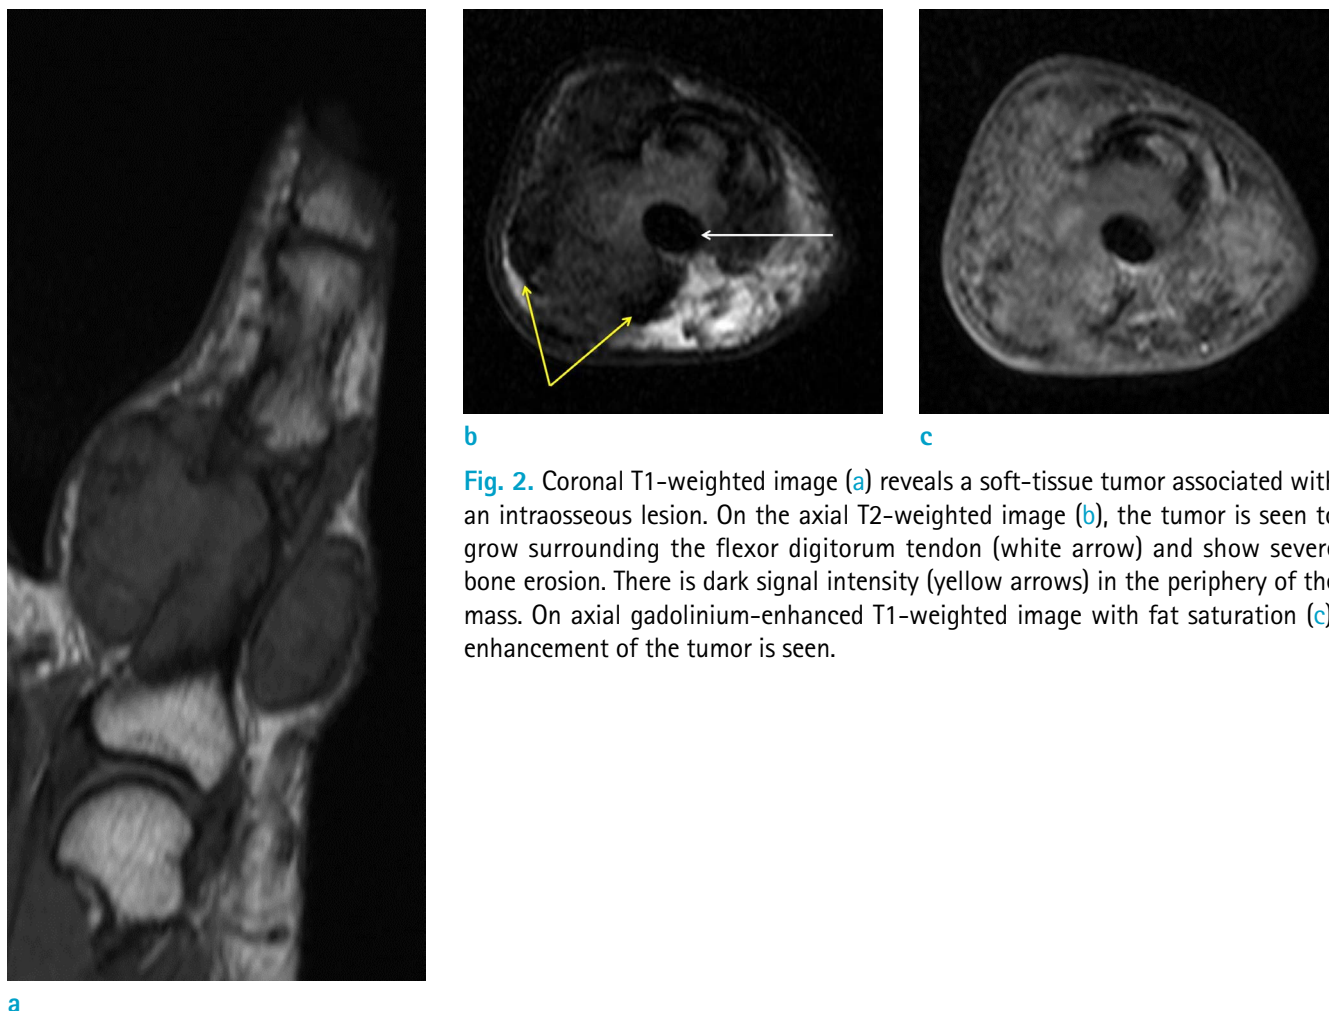 b
c
Fig. 2. Coronal T1-weighted image (a) reveals a soft-tissue tumor associated with
an intraosseous lesion. On the axial T2-weighted image (b), the tumor is seen to
grow surrounding the flexor digitorum tendon (white arrow) and show severe
bone erosion. There is dark signal intensity (yellow arrows) in the periphery of the
mass. On axial gadolinium-enhanced T1-weighted image with fat saturation (c)
enhancement of the tumor is seen.
a